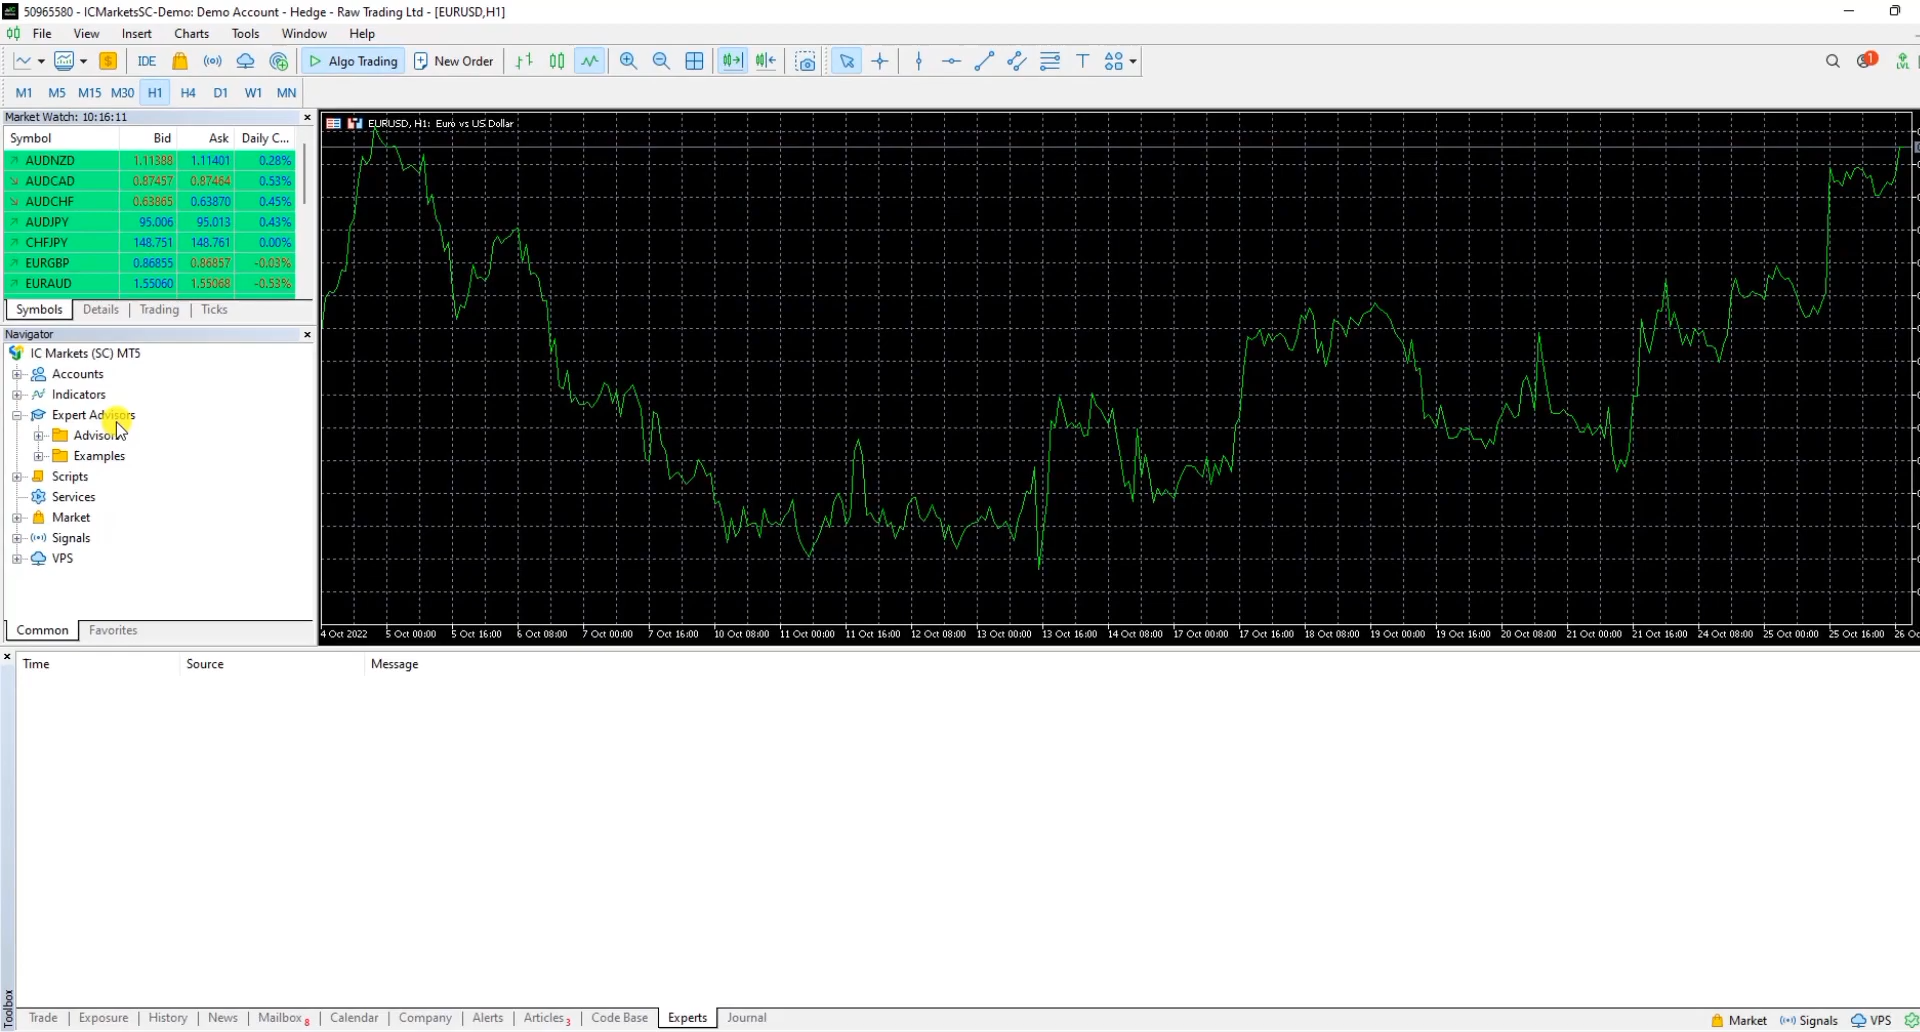 50965580 - ICMarketsSC-Demo: Demo Account - Hedge - Raw Trading Ltd - [EURUSD,H1]
File View Insert Charts Tools Window Help
IDE Algo Trading New Order 1 LVL
M1 M5 M15 M30 H1 H4 D1 W1 MN
Market Watch: 10:16:11
Symbol Bid Ask Daily C...
AUDNZD 1.11388 1.11401 0.28%
AUDCAD 0.87457 0.87464 0.53%
AUDCHF 0.63865 0.63870 0.45%
AUDJPY 95.006 95.013 0.43%
CHFJPY 148.751 148.761 0.00%
EURGBP 0.86855 0.86857 -0.03%
EURAUD 1.55060 1.55068 -0.53%
Symbols Details Trading Ticks
Navigator
IC Markets (SC) MT5
Accounts
Indicators
Expert Advisors
Advisors
Examples
Scripts
Services
Market
Signals
VPS
Common Favorites
EURUSD, H1: Euro vs US Dollar
4 Oct 2022 5 Oct 00:00 5 Oct 16:00 6 Oct 08:00 7 Oct 00:00 7 Oct 16:00 10 Oct 08:00 11 Oct 00:00 11 Oct 16:00 12 Oct 08:00 13 Oct 00:00 13 Oct 16:00 14 Oct 08:00 17 Oct 00:00 17 Oct 16:00 18 Oct 08:00 19 Oct 00:00 19 Oct 16:00 20 Oct 08:00 21 Oct 00:00 21 Oct 16:00 24 Oct 08:00 25 Oct 00:00 25 Oct 16:00 26 Oc
Time Source Message
Toolbox
Trade Exposure History News Mailbox 8 Calendar Company Alerts Articles 3 Code Base Experts Journal
Market Signals VPS